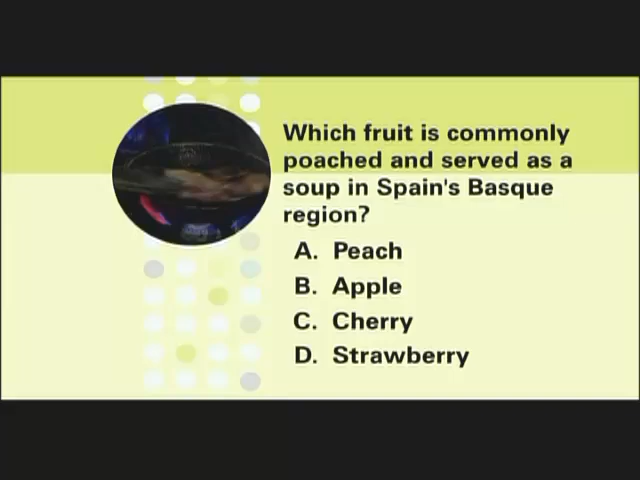 Which fruit is commonly
poached and served as a
soup in Spain's Basque
region?
A. Peach
B. Apple
C. Cherry
D. Strawberry